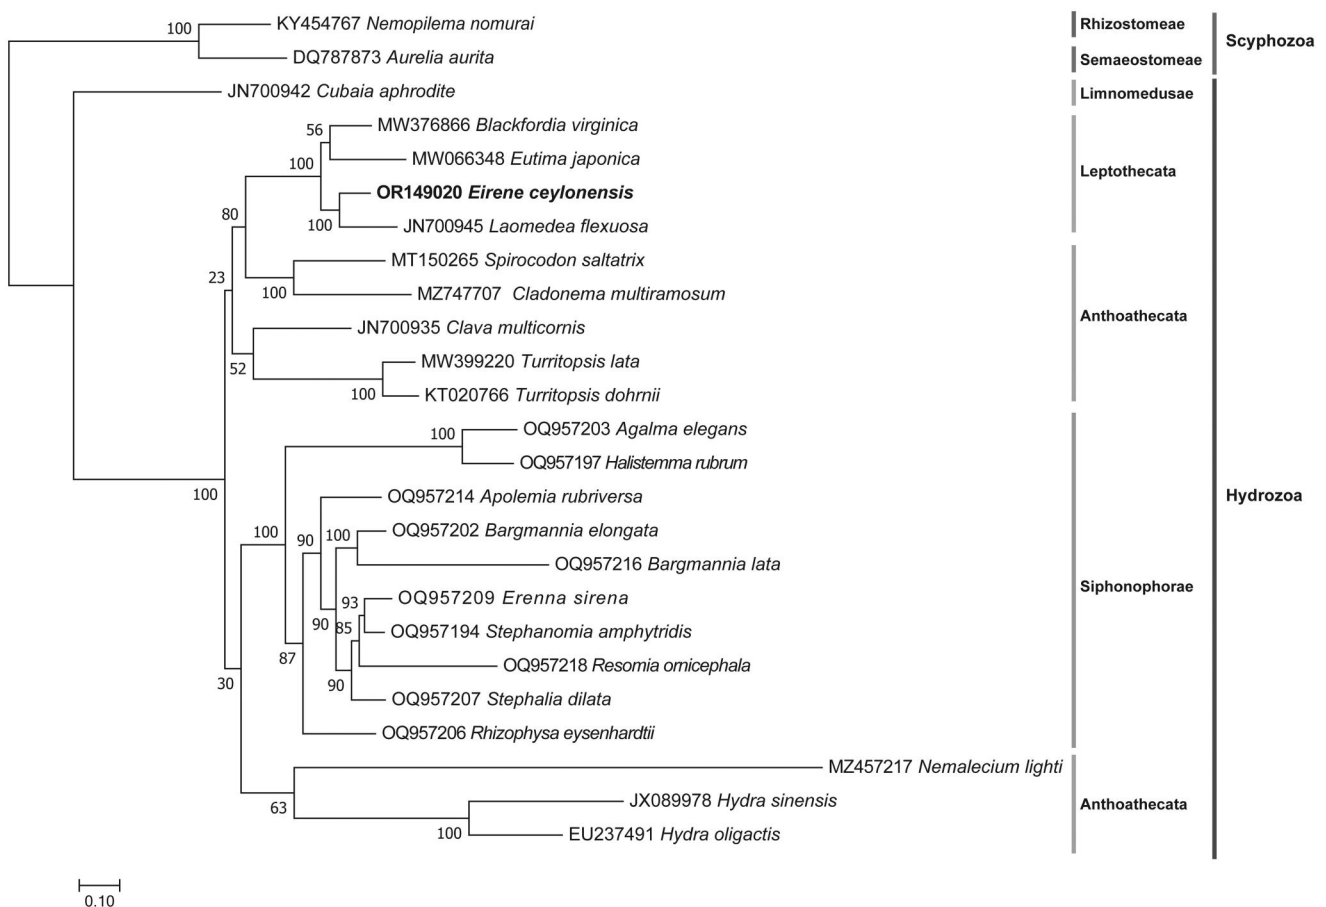 100
KY454767 Nemopilema nomurai
Rhizostomeae
Scyphozoa
DQ787873 Aurelia aurita
Semaeostomeae
JN700942 Cubaia aphrodite
Limnomedusae
56
MW376866 Blackfordia virginica
100
MW066348 Eutima japonica
Leptothecata
OR149020 Eirene ceylonensis
80
100
JN700945 Laomedea flexuosa
MT150265 Spirocodon saltatrix
23
100
MZ747707 Cladonema multiramosum
Anthoathecata
JN700935 Clava multicornis
52
MW399220 Turritopsis lata
100
KT020766 Turritopsis dohrnii
100
OQ957203 Agalma elegans
OQ957197 Halistemma rubrum
100
OQ957214 Apolemia rubriversa
Hydrozoa
100
90
100
OQ957202 Bargmannia elongata
OQ957216 Bargmannia lata
Siphonophorae
93
OQ957209 Erenna sirena
90
85
OQ957194 Stephanomia amphytridis
87
OQ957218 Resomia ornicephala
30
90
OQ957207 Stephalia dilata
OQ957206 Rhizophysa eysenhardtii
MZ457217 Nemalecium lighti
63
JX089978 Hydra sinensis
Anthoathecata
100
EU237491 Hydra oligactis
0.10